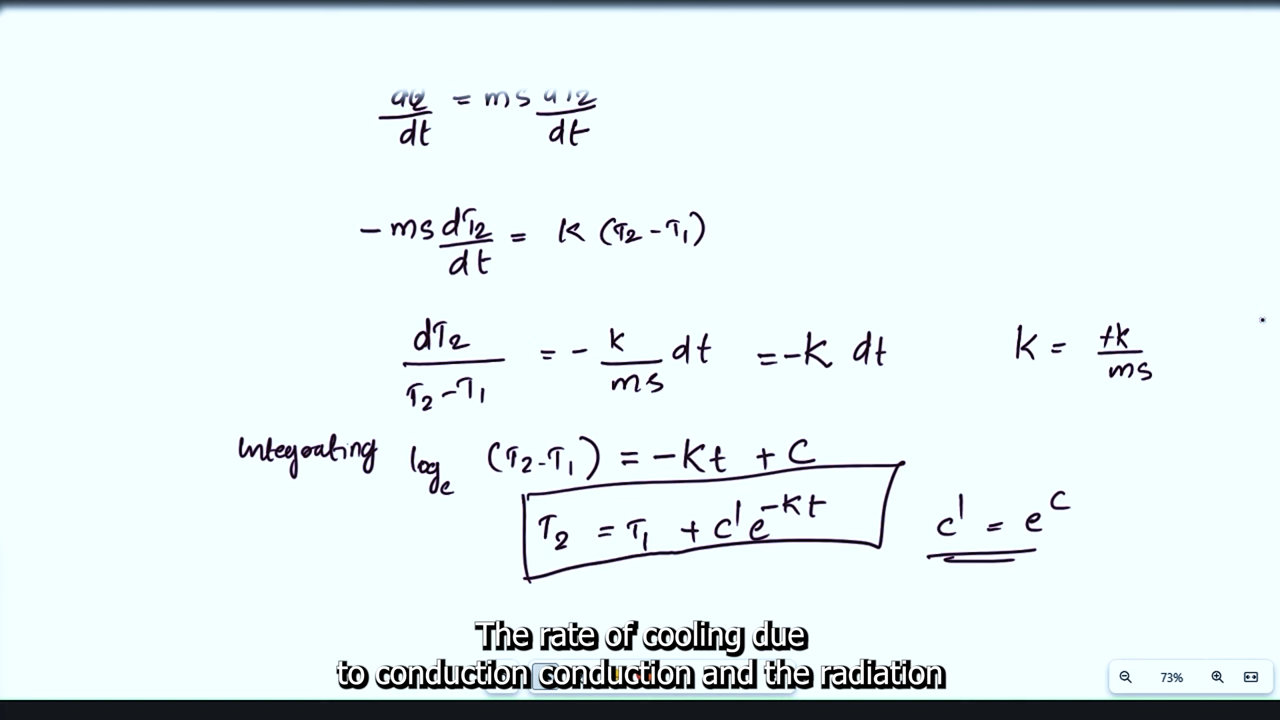 dQ/dt = ms dT2/dt
- ms dT2/dt = k (T2 - T1)
dT2/(T2 - T1) = - k/ms dt = -K dt K = +k/ms
Integrating loge (T2 - T1) = -Kt + C
T2 = T1 + c' e^-Kt c' = e^C
The rate of cooling due
to conduction conduction and the radiation
73%